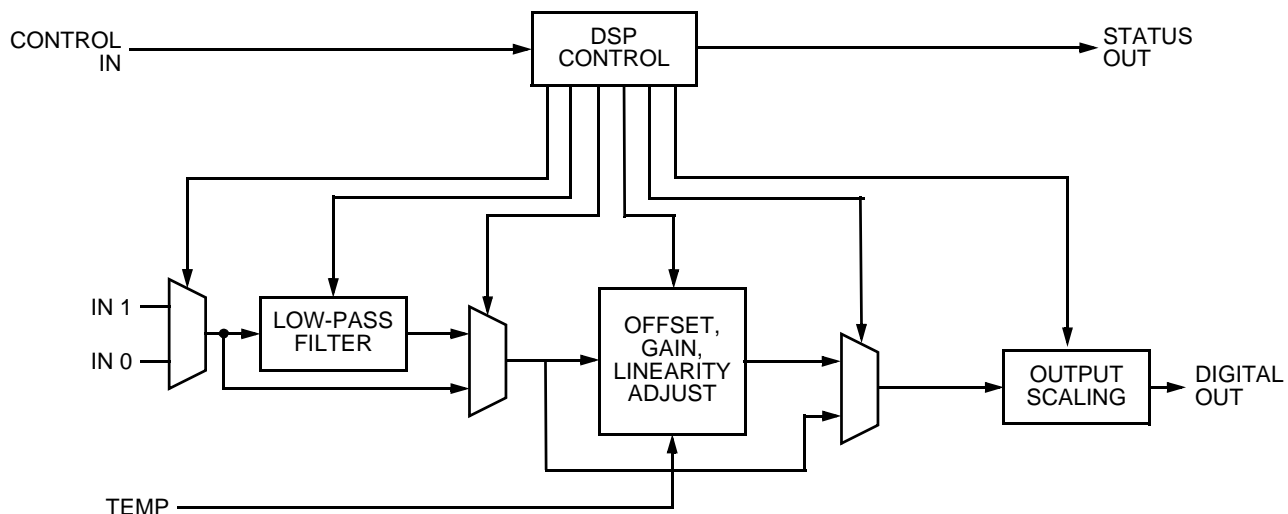 CONTROL
IN
DSP
CONTROL
STATUS
OUT
IN 1
IN 0
LOW-PASS
FILTER
OFFSET,
GAIN,
LINEARITY
ADJUST
OUTPUT
SCALING
DIGITAL
OUT
TEMP